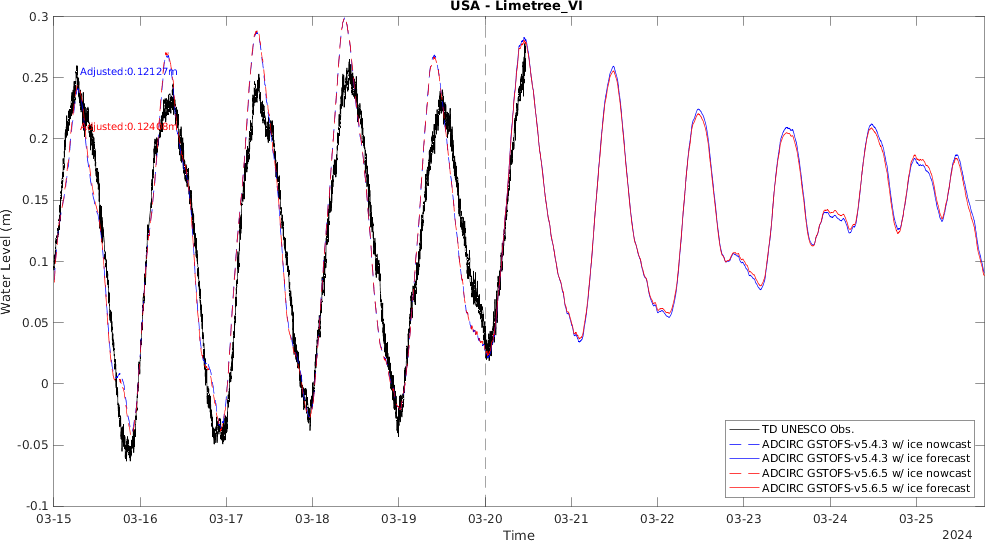 USA - Limetree_VI
0.3
0.25
0.2
0.15
0.1
0.05
0
-0.05
-0.1
Water Level (m)
Adjusted:0.12127m
TD UNESCO Obs.
ADCIRC GSTOFS-v5.4.3 w/ ice nowcast
ADCIRC GSTOFS-v5.4.3 w/ ice forecast
ADCIRC GSTOFS-v5.6.5 w/ ice nowcast
ADCIRC GSTOFS-v5.6.5 w/ ice forecast
03-15 03-16 03-17 03-18 03-19 03-20 03-21 03-22 03-23 03-24 03-25
Time
2024